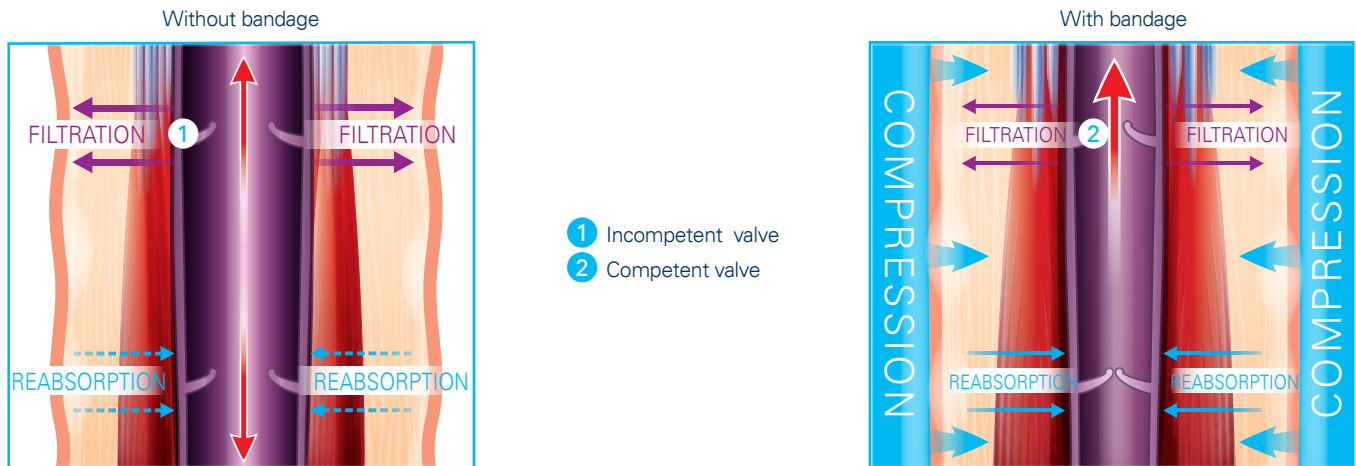 Without bandage
FILTRATION
1
FILTRATION
REABSORPTION
REABSORPTION
1 Incompetent valve
2 Competent valve
With bandage
COMPRESSION
FILTRATION
2
FILTRATION
REABSORPTION
REABSORPTION
COMPRESSION